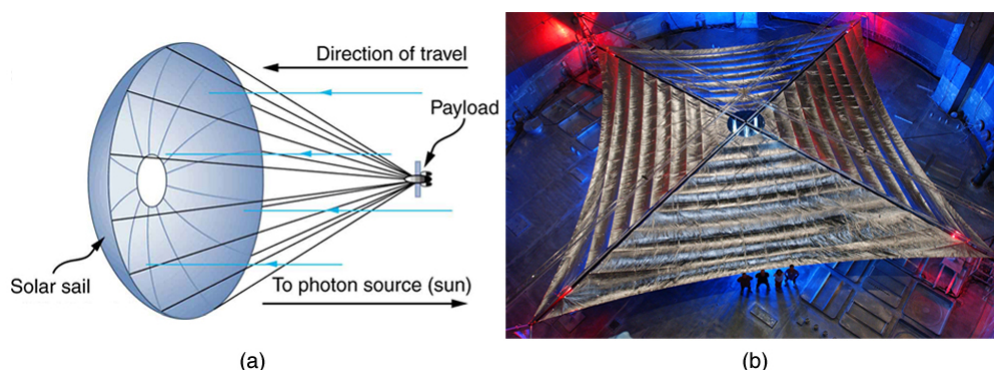 Direction of travel
Payload
Solar sail
To photon source (sun)
(a)
(b)